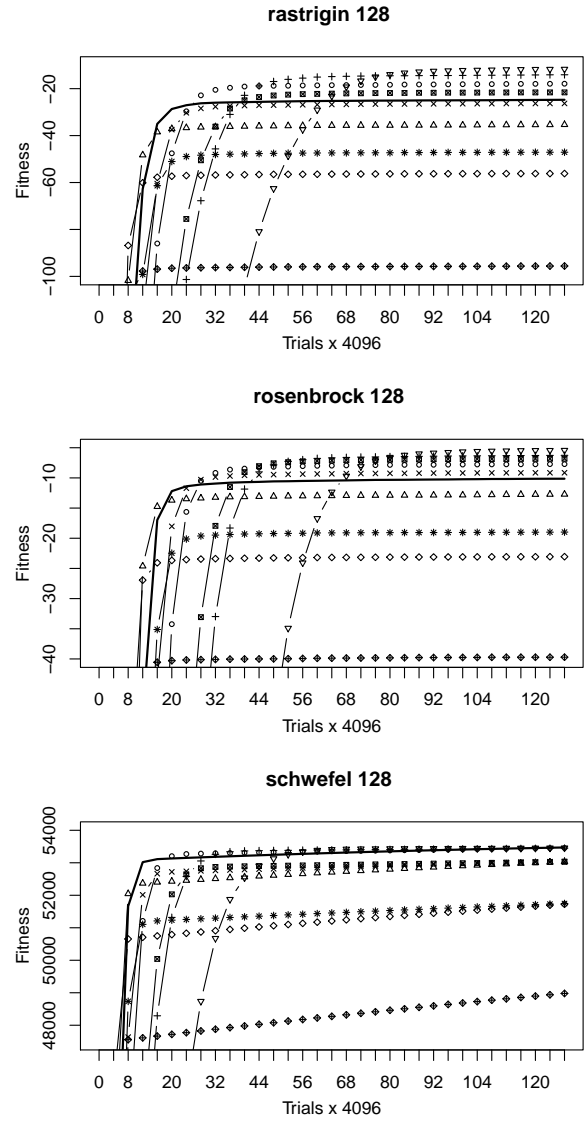 rastrigin 128
Fitness
−20
−40
−60
−100
0 8 20 32 44 56 68 80 92 104 120
Trials x 4096
rosenbrock 128
Fitness
−10
−20
−30
−40
0 8 20 32 44 56 68 80 92 104 120
Trials x 4096
schwefel 128
Fitness
54000
52000
50000
48000
0 8 20 32 44 56 68 80 92 104 120
Trials x 4096